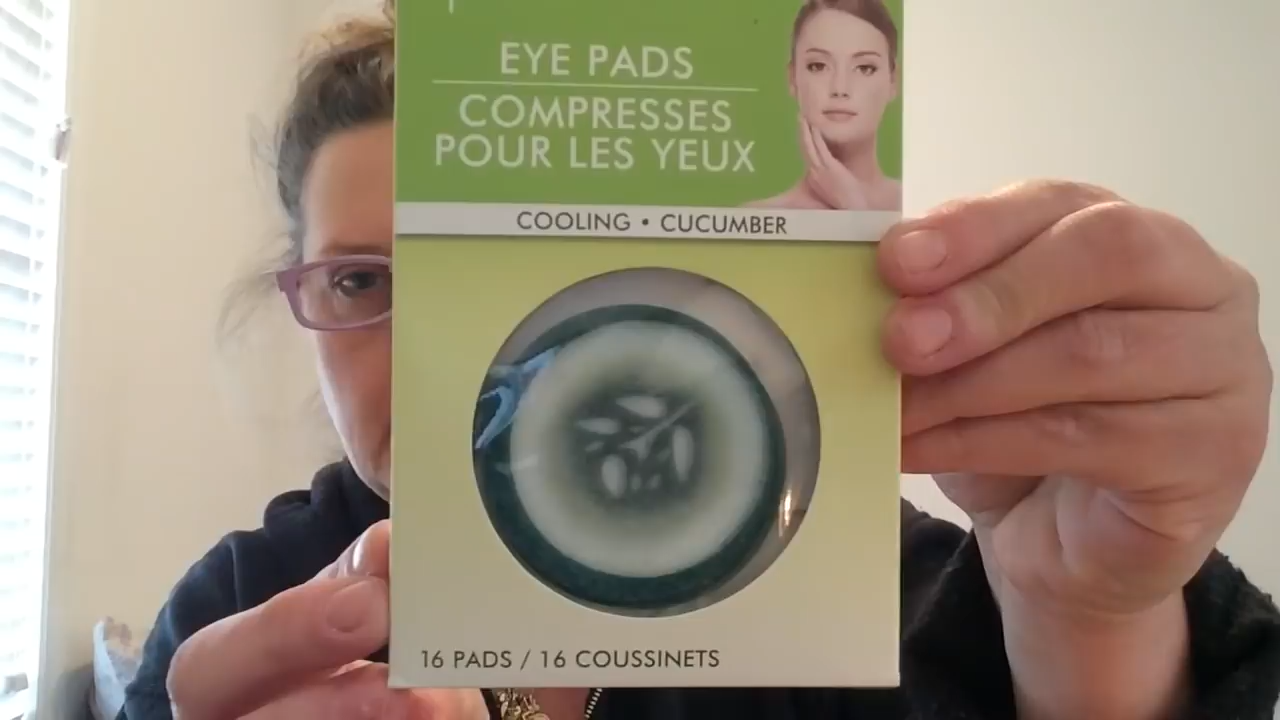 EYE PADS
COMPRESSES
POUR LES YEUX
COOLING • CUCUMBER
16 PADS / 16 COUSSINETS